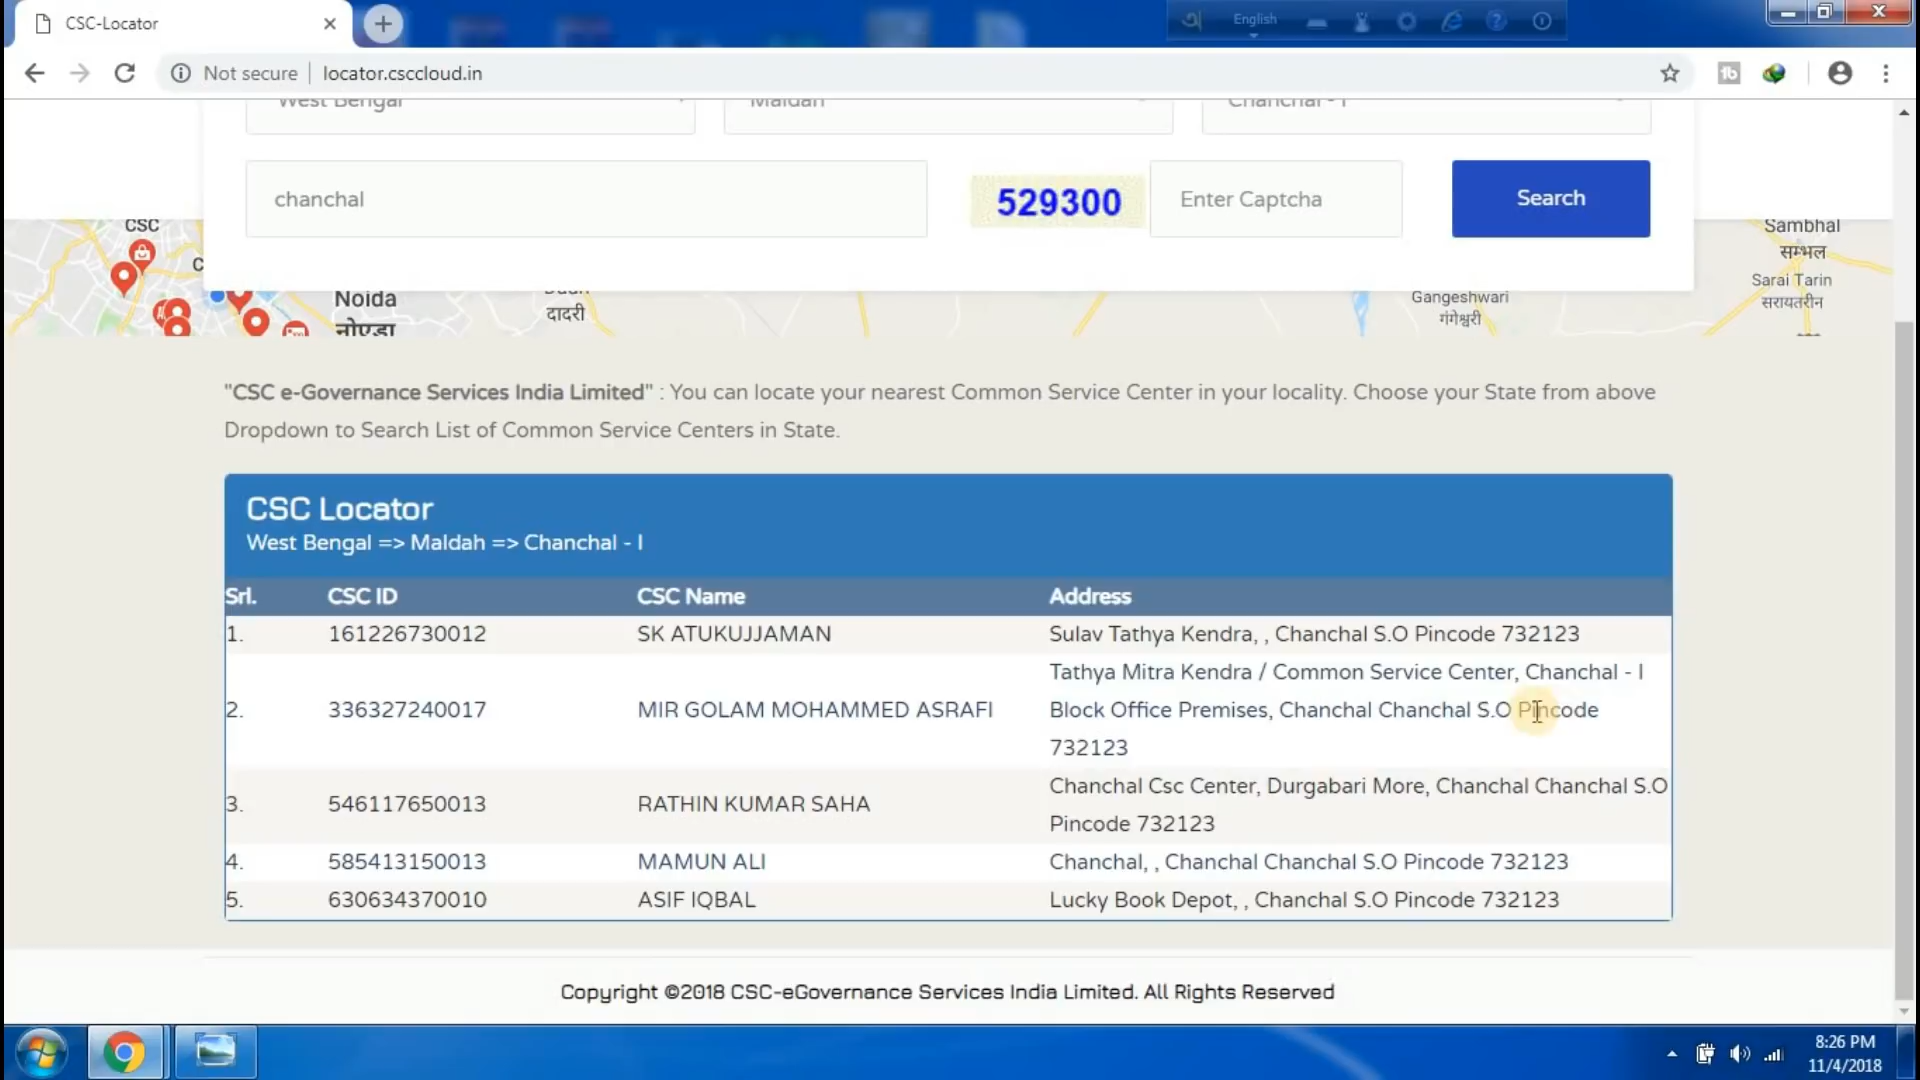 CSC-Locator
English
Not secure
locator.csccloud.in
West Bengal
Maldah
Chanchal - I
chanchal
529300
Enter Captcha
Search
CSC
Noida
नोएडा
दादरी
Gangeshwari
गंगेश्वरी
Sambhal
सम्भल
Sarai Tarin
सरायतरीन
"CSC e-Governance Services India Limited" : You can locate your nearest Common Service Center in your locality. Choose your State from above
Dropdown to Search List of Common Service Centers in State.
CSC Locator
West Bengal => Maldah => Chanchal - I
Srl. CSC ID CSC Name Address
1. 161226730012 SK ATUKUJJAMAN Sulav Tathya Kendra, , Chanchal S.O Pincode 732123
2. 336327240017 MIR GOLAM MOHAMMED ASRAFI Tathya Mitra Kendra / Common Service Center, Chanchal - I
Block Office Premises, Chanchal Chanchal S.O Pincode
732123
3. 546117650013 RATHIN KUMAR SAHA Chanchal Csc Center, Durgabari More, Chanchal Chanchal S.O
Pincode 732123
4. 585413150013 MAMUN ALI Chanchal, , Chanchal Chanchal S.O Pincode 732123
5. 630634370010 ASIF IQBAL Lucky Book Depot, , Chanchal S.O Pincode 732123
Copyright ©2018 CSC-eGovernance Services India Limited. All Rights Reserved
8:26 PM
11/4/2018